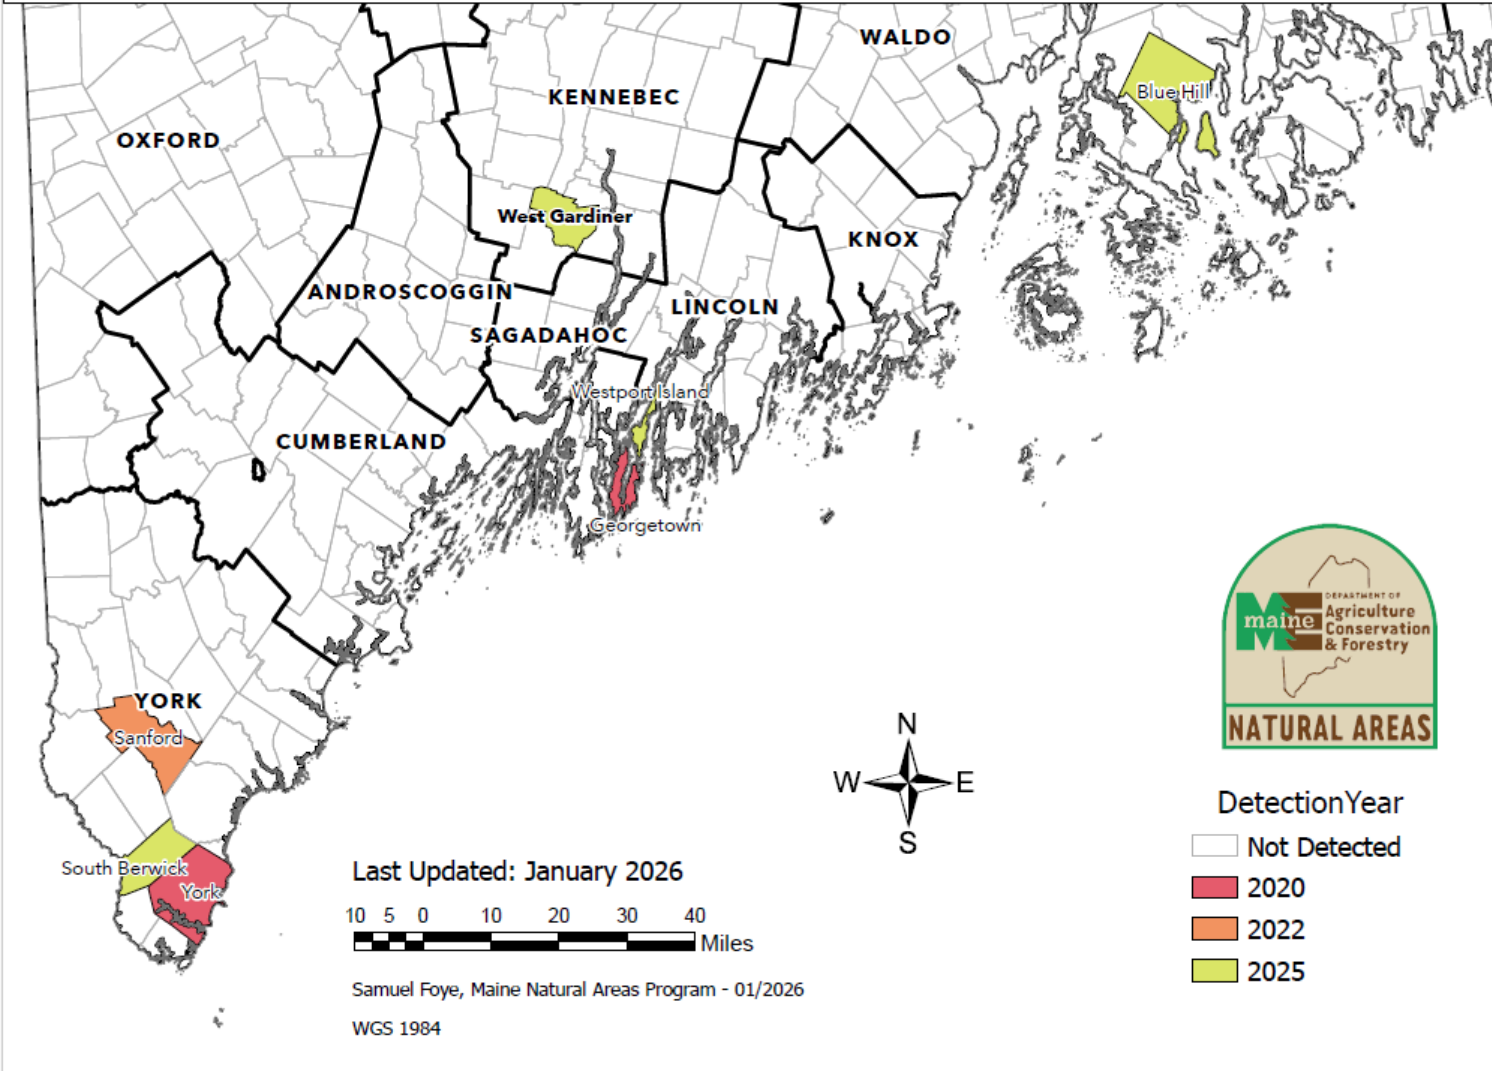 WALDO
KENNEBEC
Blue Hill
OXFORD
West Gardiner
KNOX
ANDROSCOGGIN
LINCOLN
SAGADAHOC
Westport Island
CUMBERLAND
Georgetown
DEPARTMENT OF
maine Agriculture
Conservation
& Forestry
NATURAL AREAS
YORK
Sanford
N
W E
S
DetectionYear
Not Detected
2020
2022
2025
South Berwick
York
Last Updated: January 2026
10 5 0 10 20 30 40
Miles
Samuel Foye, Maine Natural Areas Program - 01/2026
WGS 1984